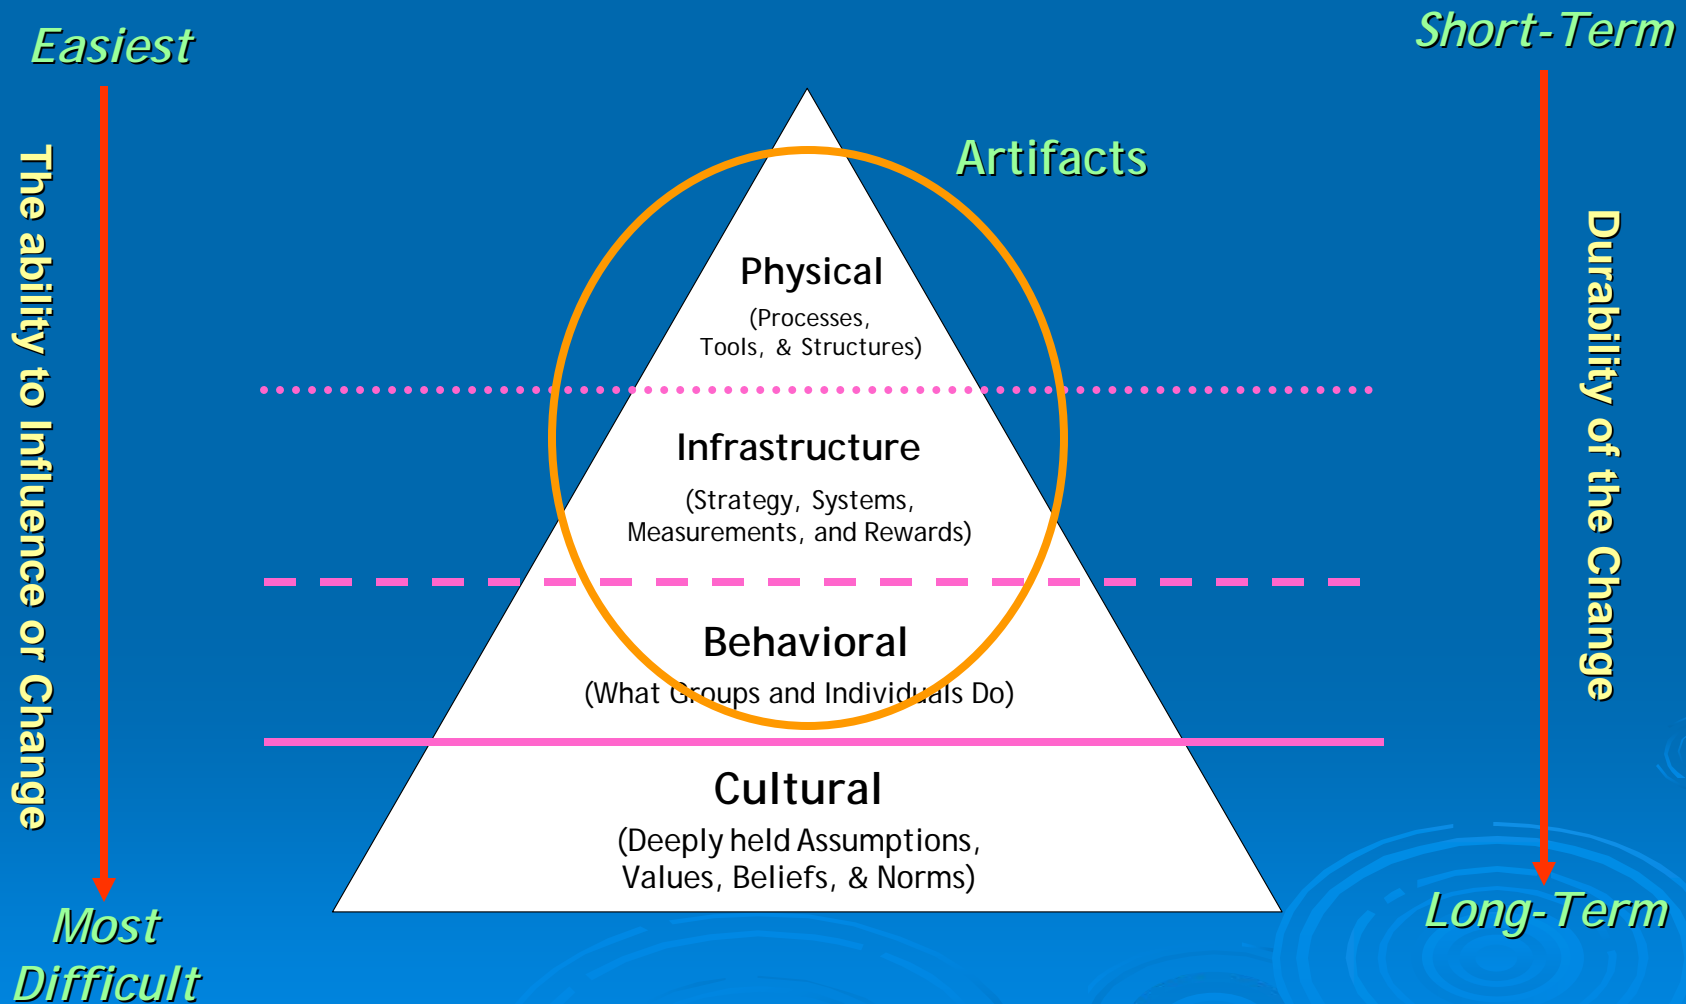 Easiest
Short-Term
Artifacts
The ability to Influence or Change
Durability of the Change
Physical
(Processes,
Tools, & Structures)
Infrastructure
(Strategy, Systems,
Measurements, and Rewards)
Behavioral
(What Groups and Individuals Do)
Cultural
(Deeply held Assumptions,
Values, Beliefs, & Norms)
Most
Difficult
Long-Term